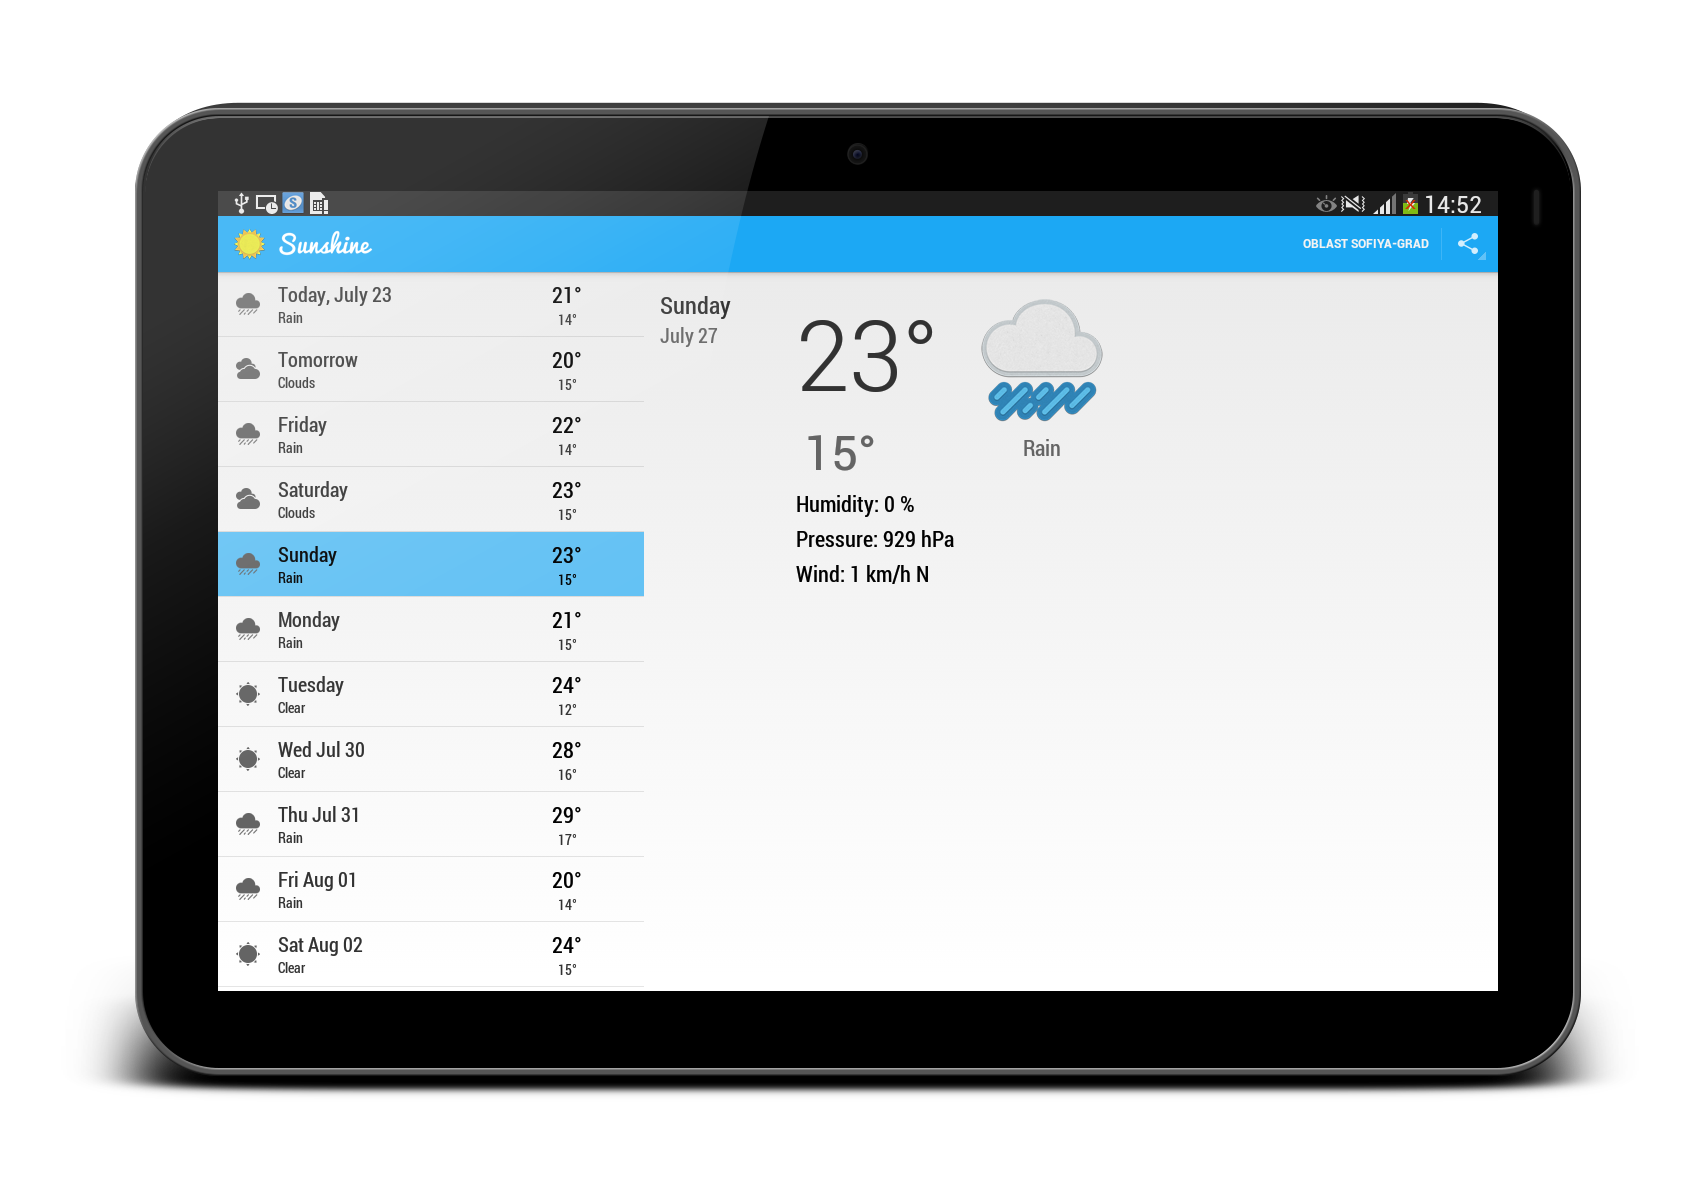 14:52
Sunshine
OBLAST SOFIYA-GRAD
Today, July 23 21°
Rain 14°
Tomorrow 20°
Clouds 15°
Friday 22°
Rain 14°
Saturday 23°
Clouds 15°
Sunday 23°
Rain 15°
Monday 21°
Rain 15°
Tuesday 24°
Clear 12°
Wed Jul 30 28°
Clear 16°
Thu Jul 31 29°
Rain 17°
Fri Aug 01 20°
Rain 14°
Sat Aug 02 24°
Clear 15°
Sunday
July 27
23°
15°
Rain
Humidity: 0 %
Pressure: 929 hPa
Wind: 1 km/h N